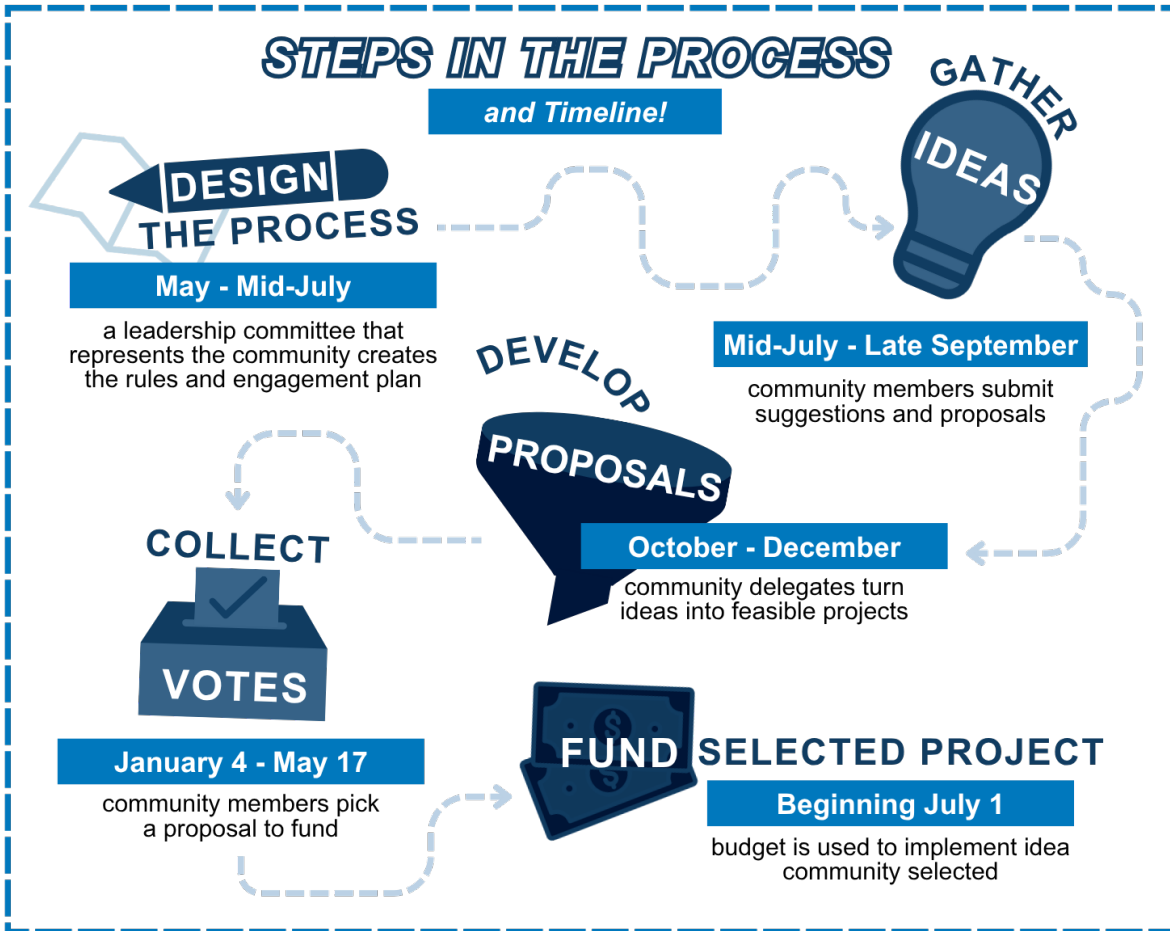 STEPS IN THE PROCESS
and Timeline!
DESIGN
THE PROCESS
May - Mid-July
a leadership committee that
represents the community creates
the rules and engagement plan
GATHER
IDEAS
Mid-July - Late September
community members submit
suggestions and proposals
DEVELOP
PROPOSALS
October - December
community delegates turn
ideas into feasible projects
COLLECT
VOTES
January 4 - May 17
community members pick
a proposal to fund
FUND SELECTED PROJECT
Beginning July 1
budget is used to implement idea
community selected